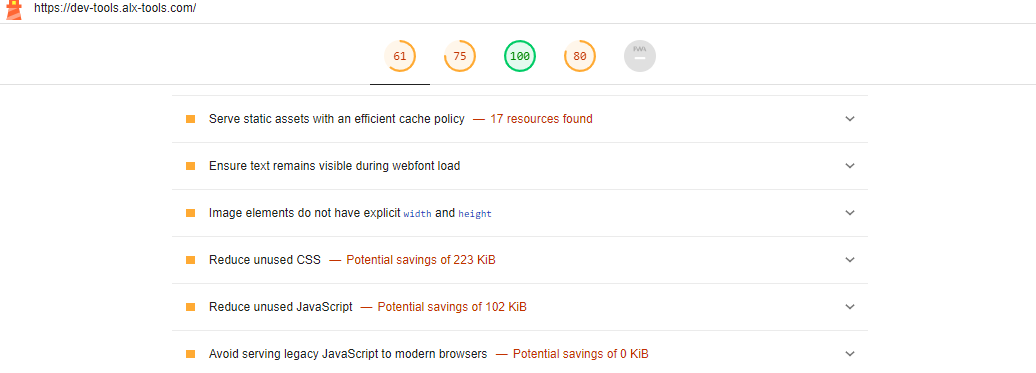 https://dev-tools.alx-tools.com/
61 75 100 80 PWA
Serve static assets with an efficient cache policy — 17 resources found
Ensure text remains visible during webfont load
Image elements do not have explicit width and height
Reduce unused CSS — Potential savings of 223 KiB
Reduce unused JavaScript — Potential savings of 102 KiB
Avoid serving legacy JavaScript to modern browsers — Potential savings of 0 KiB